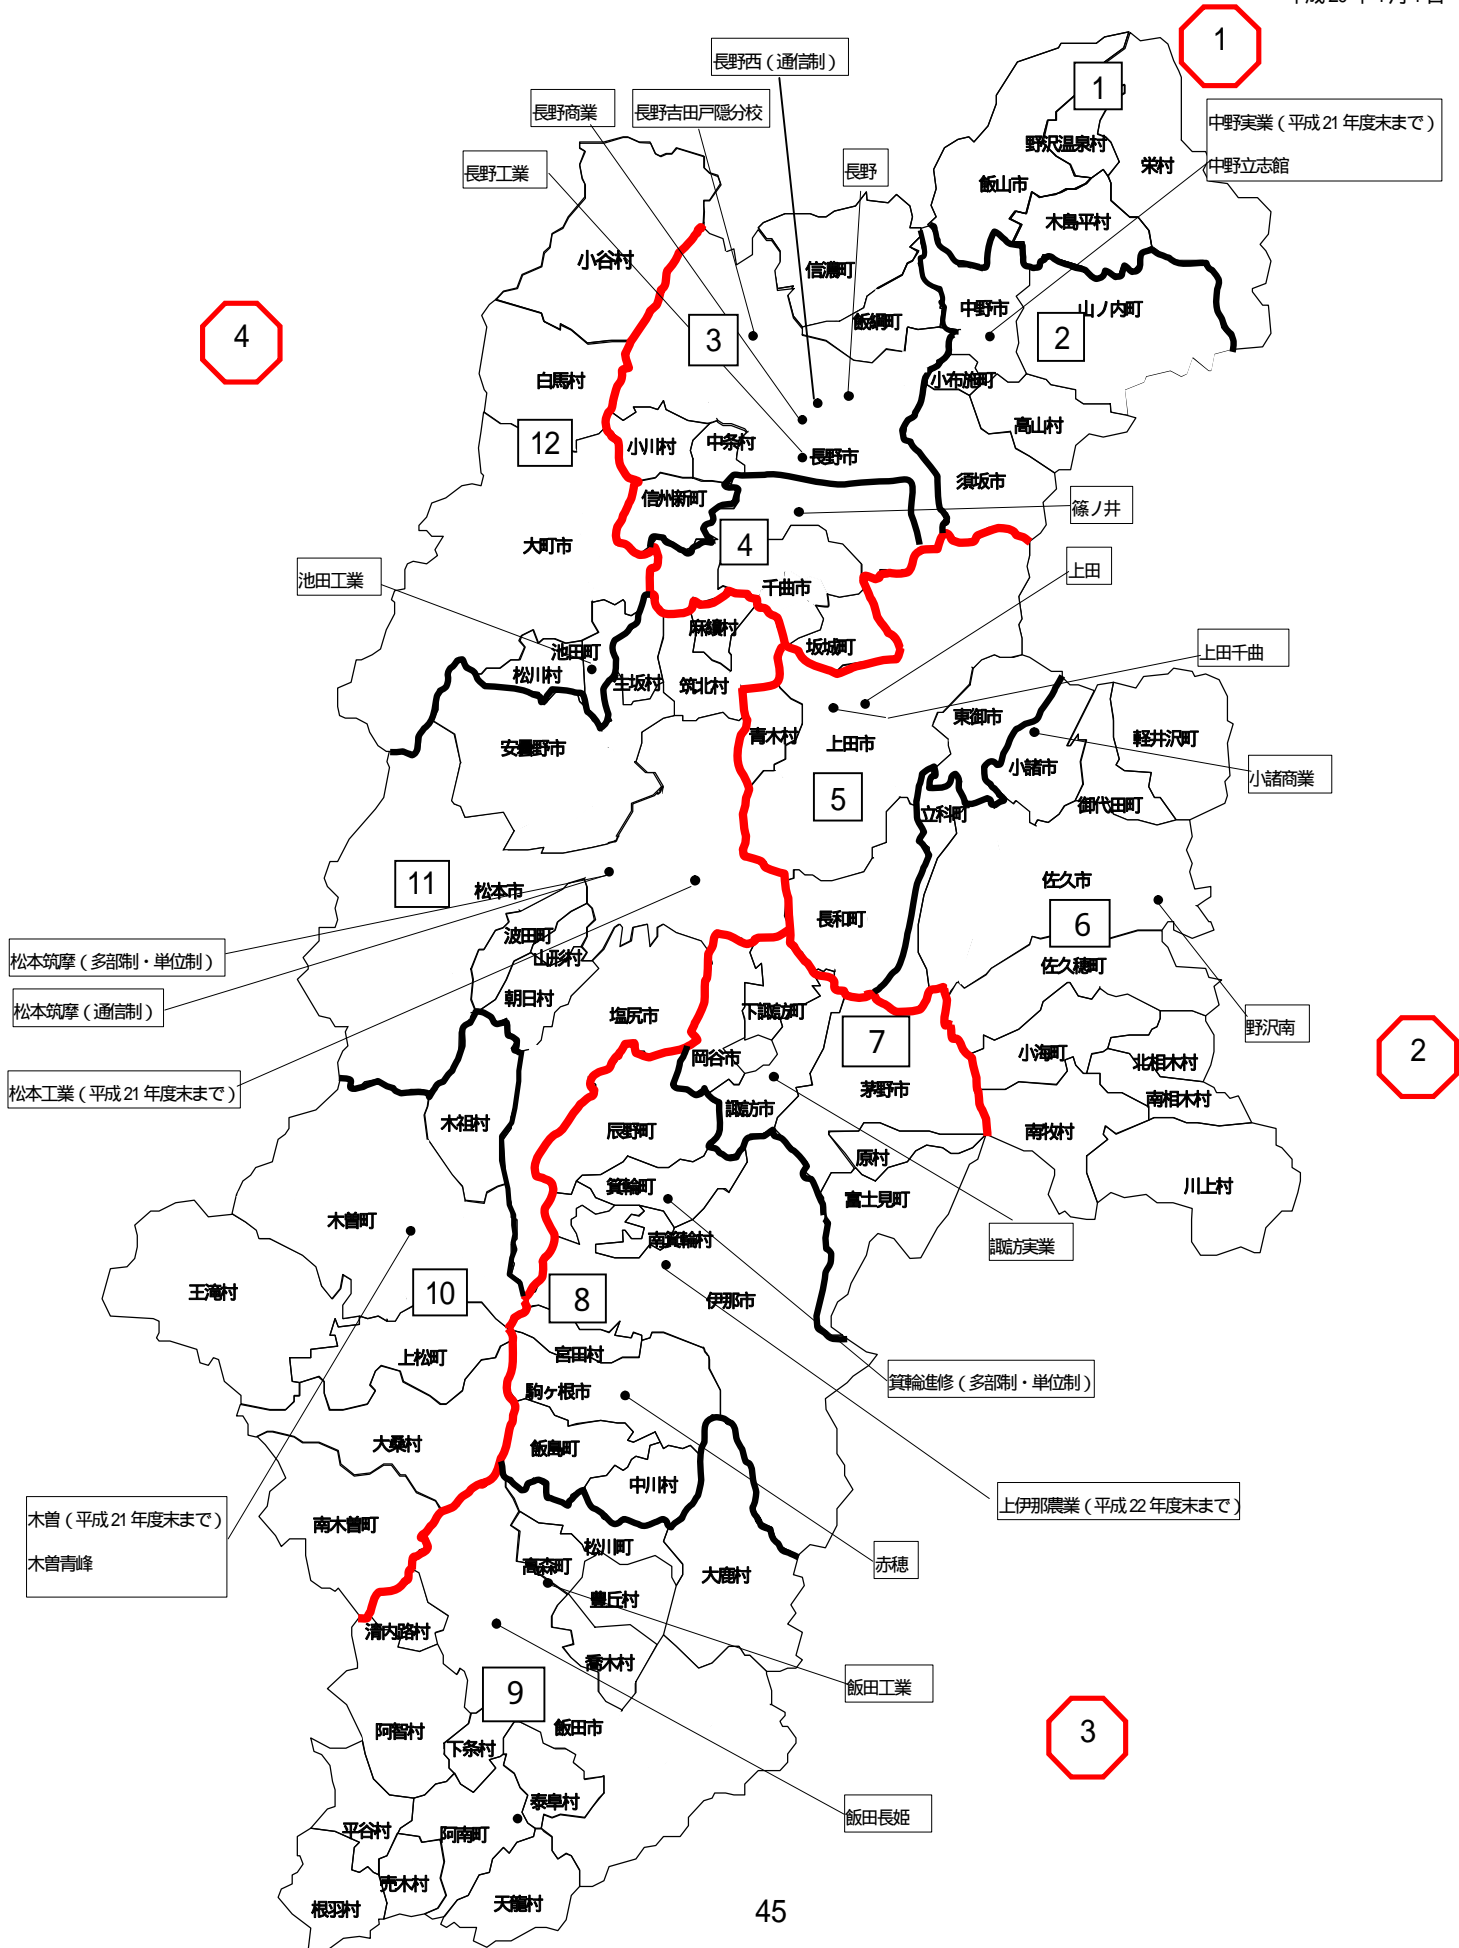 1
長野西（通信制）
1
長野商業
長野吉田戸隠分校
中野実業（平成21年度末まで）
中野立志館
野沢温泉村
栄村
長野工業
長野
飯山市
木島平村
小谷村
信濃町
中野市
山ノ内町
飯綱町
4
3
2
白馬村
小布施町
高山村
12
小川村
中条村
長野市
須坂市
信州新町
篠ノ井
大町市
4
池田工業
千曲市
上田
麻績村
坂城町
池田町
松川村
生坂村
筑北村
上田千曲
東御市
安曇野市
青木村
上田市
軽井沢町
小諸市
小諸商業
5
立科町
御代田町
11
松本市
佐久市
長和町
6
波田町
松本筑摩（多部制・単位制）
山形村
佐久穂町
朝日村
松本筑摩（通信制）
塩尻市
下諏訪町
野沢南
7
2
岡谷市
小海町
北相木村
松本工業（平成21年度末まで）
茅野市
南相木村
諏訪市
木祖村
辰野町
南牧村
原村
箕輪町
富士見町
川上村
木曽町
南箕輪村
諏訪実業
王滝村
10
8
伊那市
上松町
宮田村
箕輪進修（多部制・単位制）
駒ヶ根市
大桑村
飯島町
中川村
上伊那農業（平成22年度末まで）
木曽（平成21年度末まで）
木曽青峰
南木曽町
松川町
高森町
大鹿村
赤穂
豊丘村
清内路村
喬木村
飯田工業
9
阿智村
飯田市
3
下条村
泰阜村
飯田長姫
平谷村
阿南町
売木村
天龍村
根羽村
45